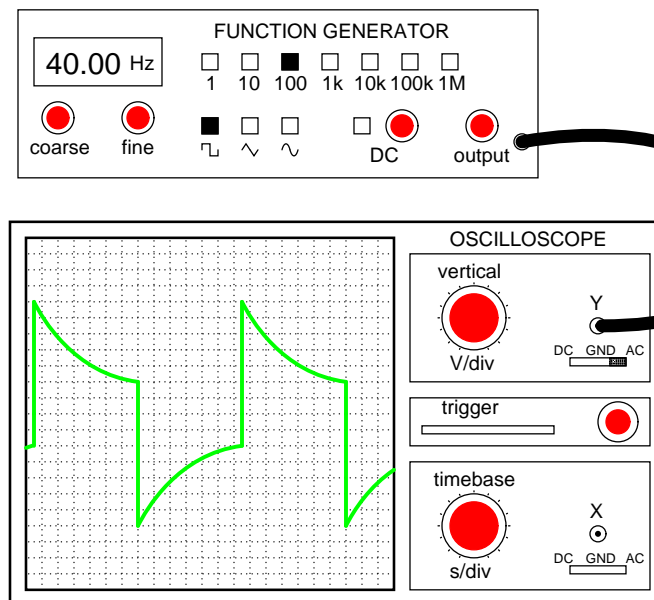 FUNCTION GENERATOR
40.00 Hz
1 10 100 1k 10k 100k 1M
coarse fine DC output
OSCILLOSCOPE
vertical
Y
DC GND AC
V/div
trigger
timebase
X
DC GND AC
s/div